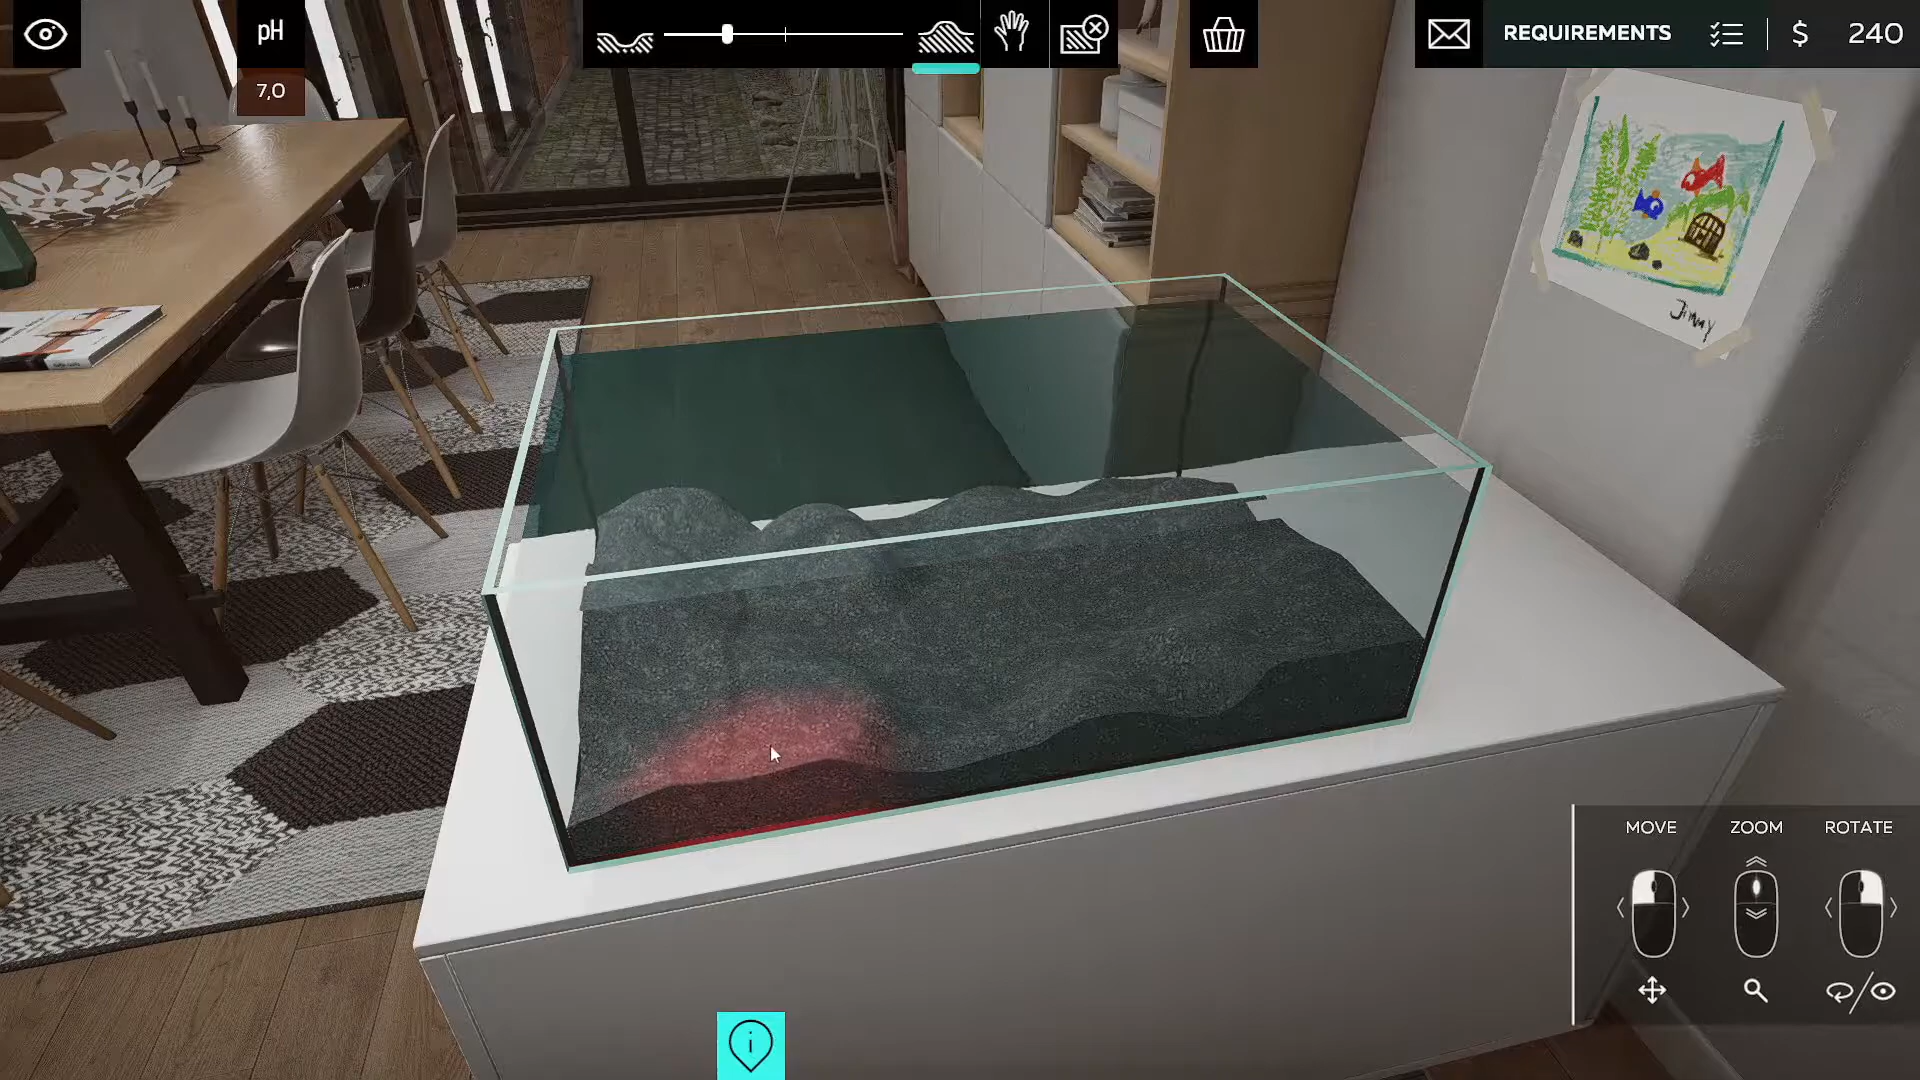 pH
7,0
REQUIREMENTS
$ 240
Jimmy
MOVE
ZOOM
ROTATE
i